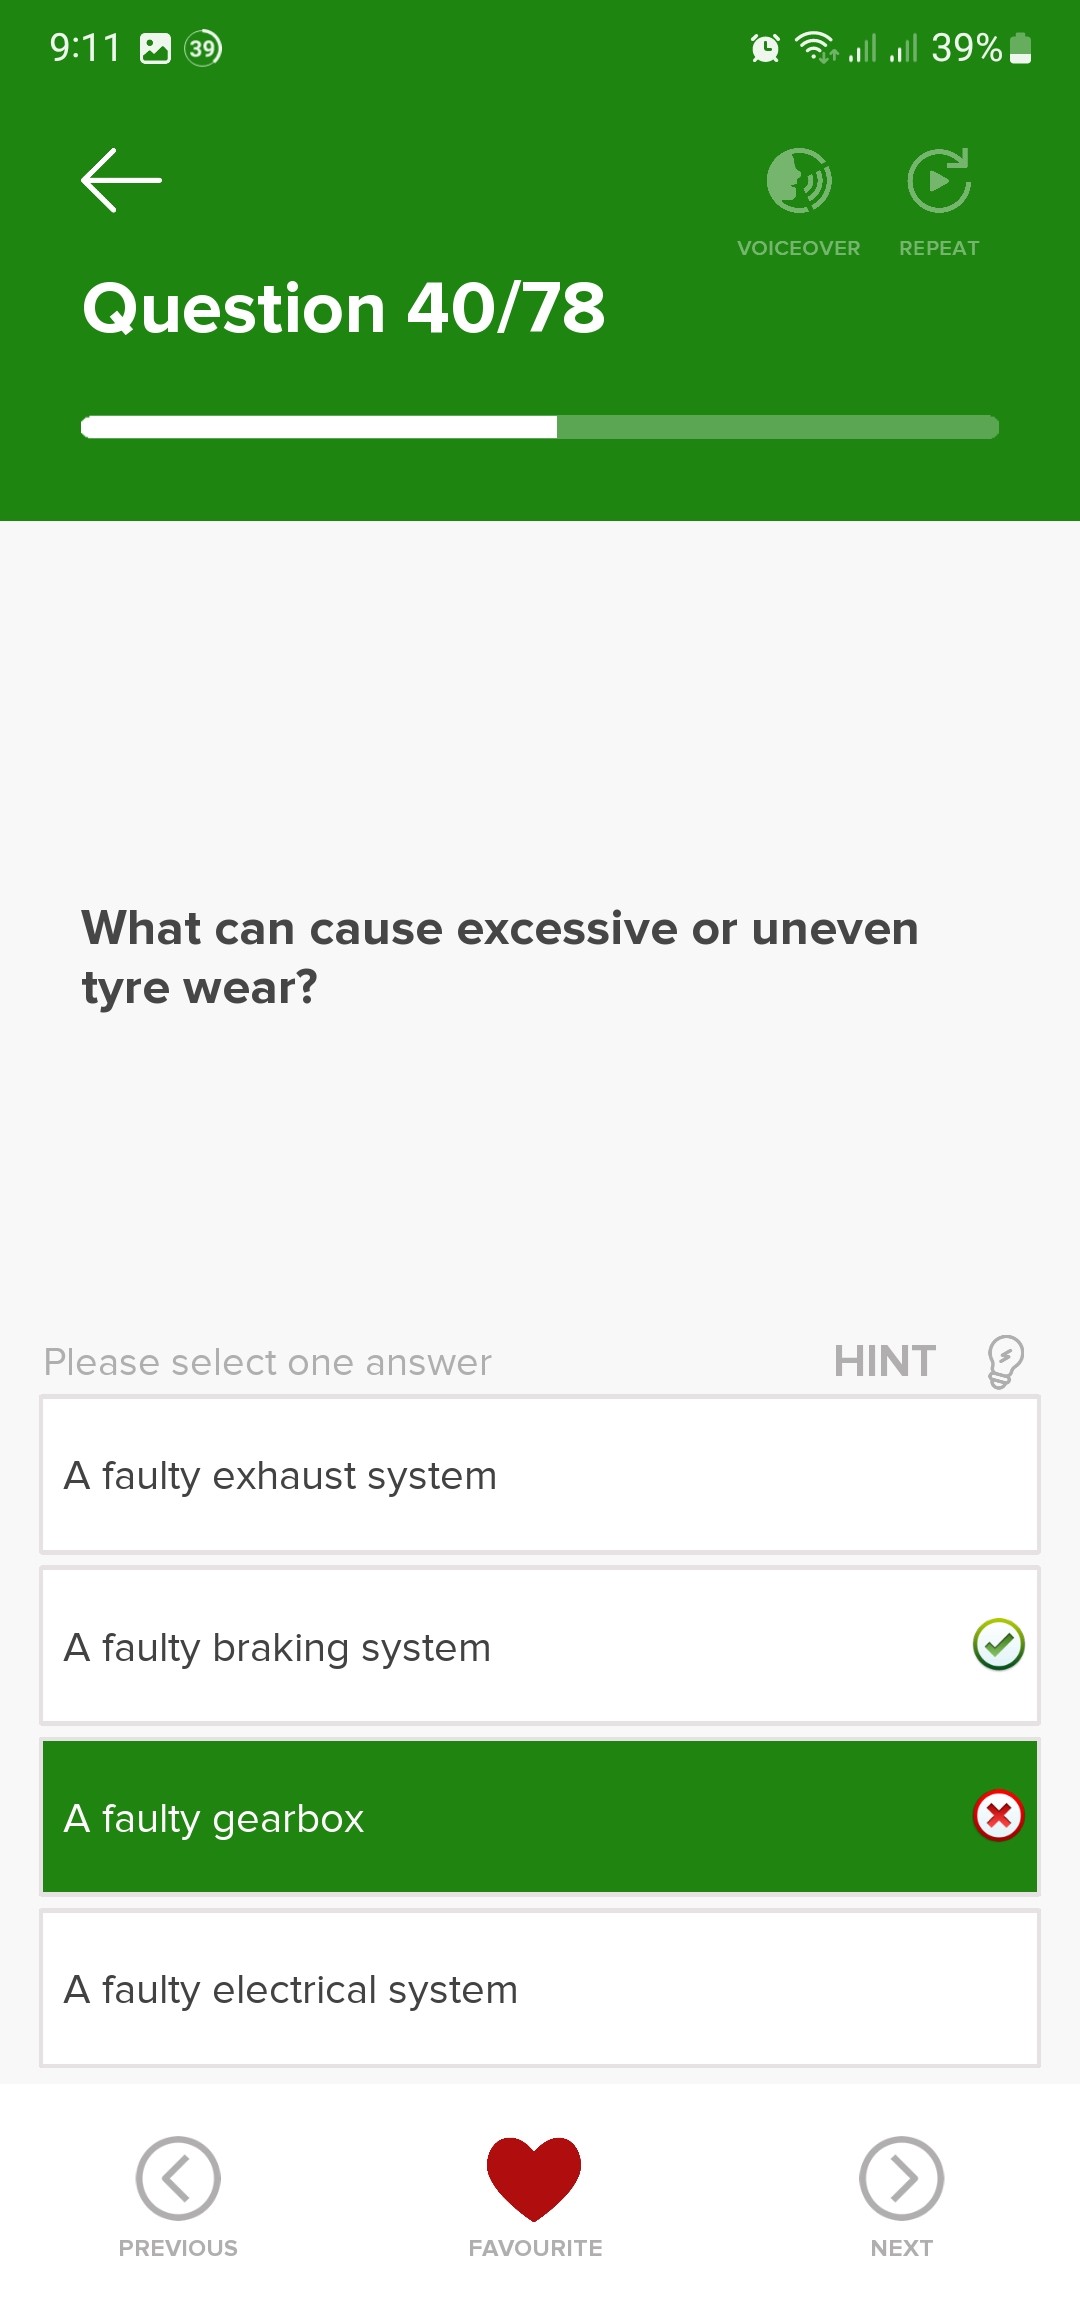 9:11 39 39%
VOICEOVER REPEAT
Question 40/78
What can cause excessive or uneven
tyre wear?
Please select one answer HINT
A faulty exhaust system
A faulty braking system
A faulty gearbox
A faulty electrical system
PREVIOUS FAVOURITE NEXT